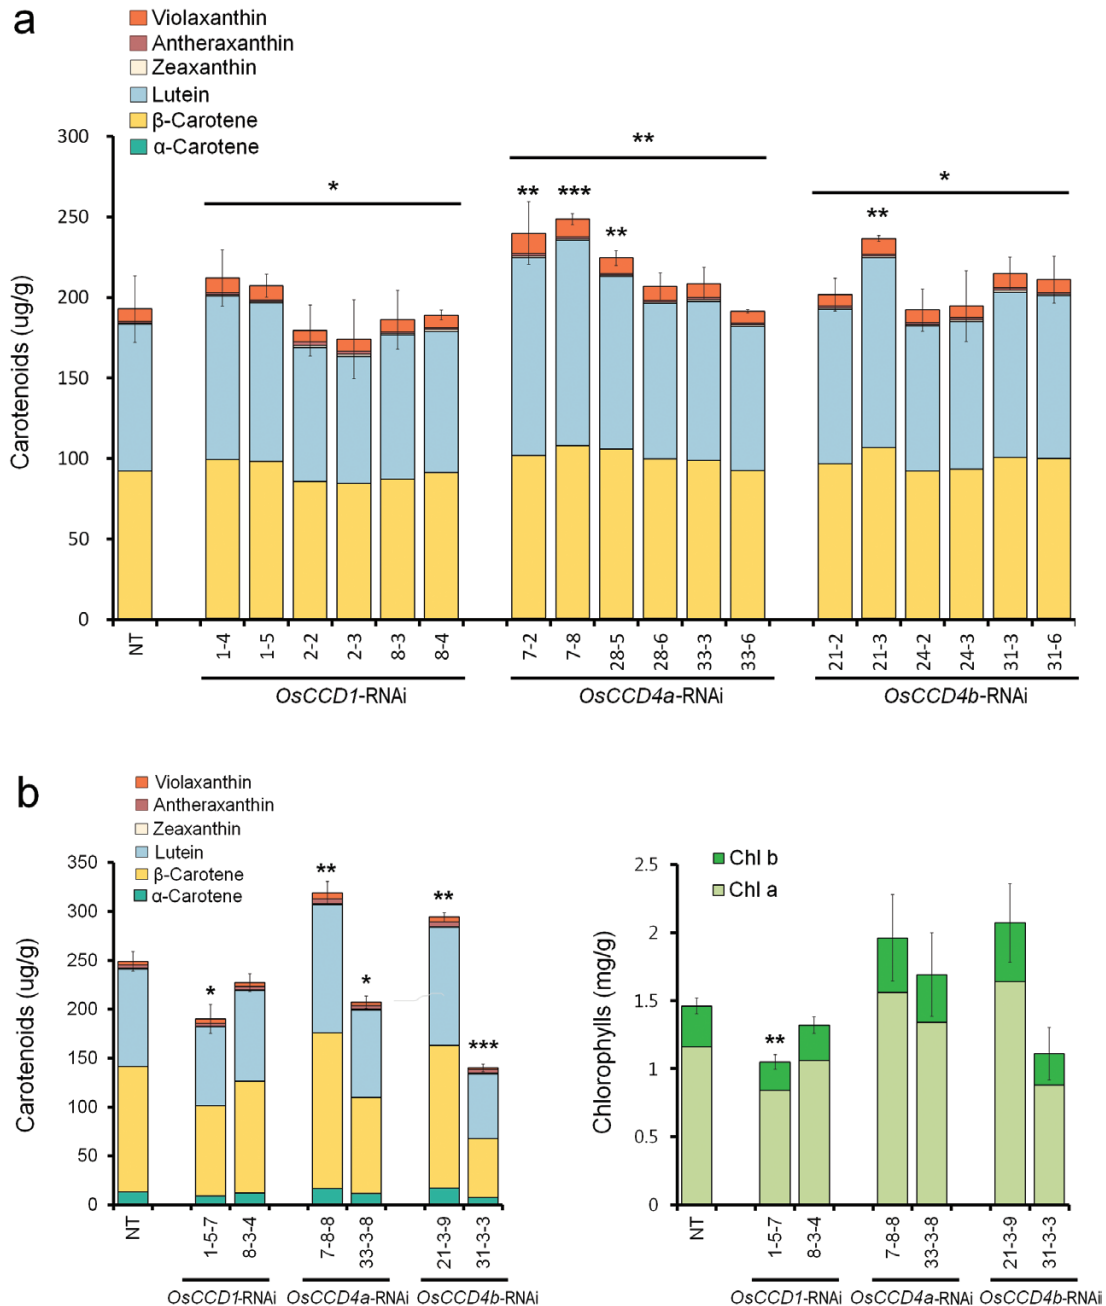 a
Violaxanthin
Antheraxanthin
Zeaxanthin
Lutein
β-Carotene
α-Carotene
Carotenoids (ug/g)
300
250
200
150
100
50
0
*
**
*
** *** **
**
NT
1-4 1-5 2-2 2-3 8-3 8-4
7-2 7-8 28-5 28-6 33-3 33-6
21-2 21-3 24-2 24-3 31-3 31-6
OsCCD1-RNAi
OsCCD4a-RNAi
OsCCD4b-RNAi
b
Violaxanthin
Antheraxanthin
Zeaxanthin
Lutein
β-Carotene
α-Carotene
Carotenoids (ug/g)
350
300
250
200
150
100
50
0
*
** *
** ***
NT
1-5-7 8-3-4
7-8-8 33-3-8
21-3-9 31-3-3
OsCCD1-RNAi
OsCCD4a-RNAi
OsCCD4b-RNAi
Chl b
Chl a
Chlorophylls (mg/g)
2.5
2
1.5
1
0.5
0
**
NT
1-5-7 8-3-4
7-8-8 33-3-8
21-3-9 31-3-3
OsCCD1-RNAi
OsCCD4a-RNAi
OsCCD4b-RNAi